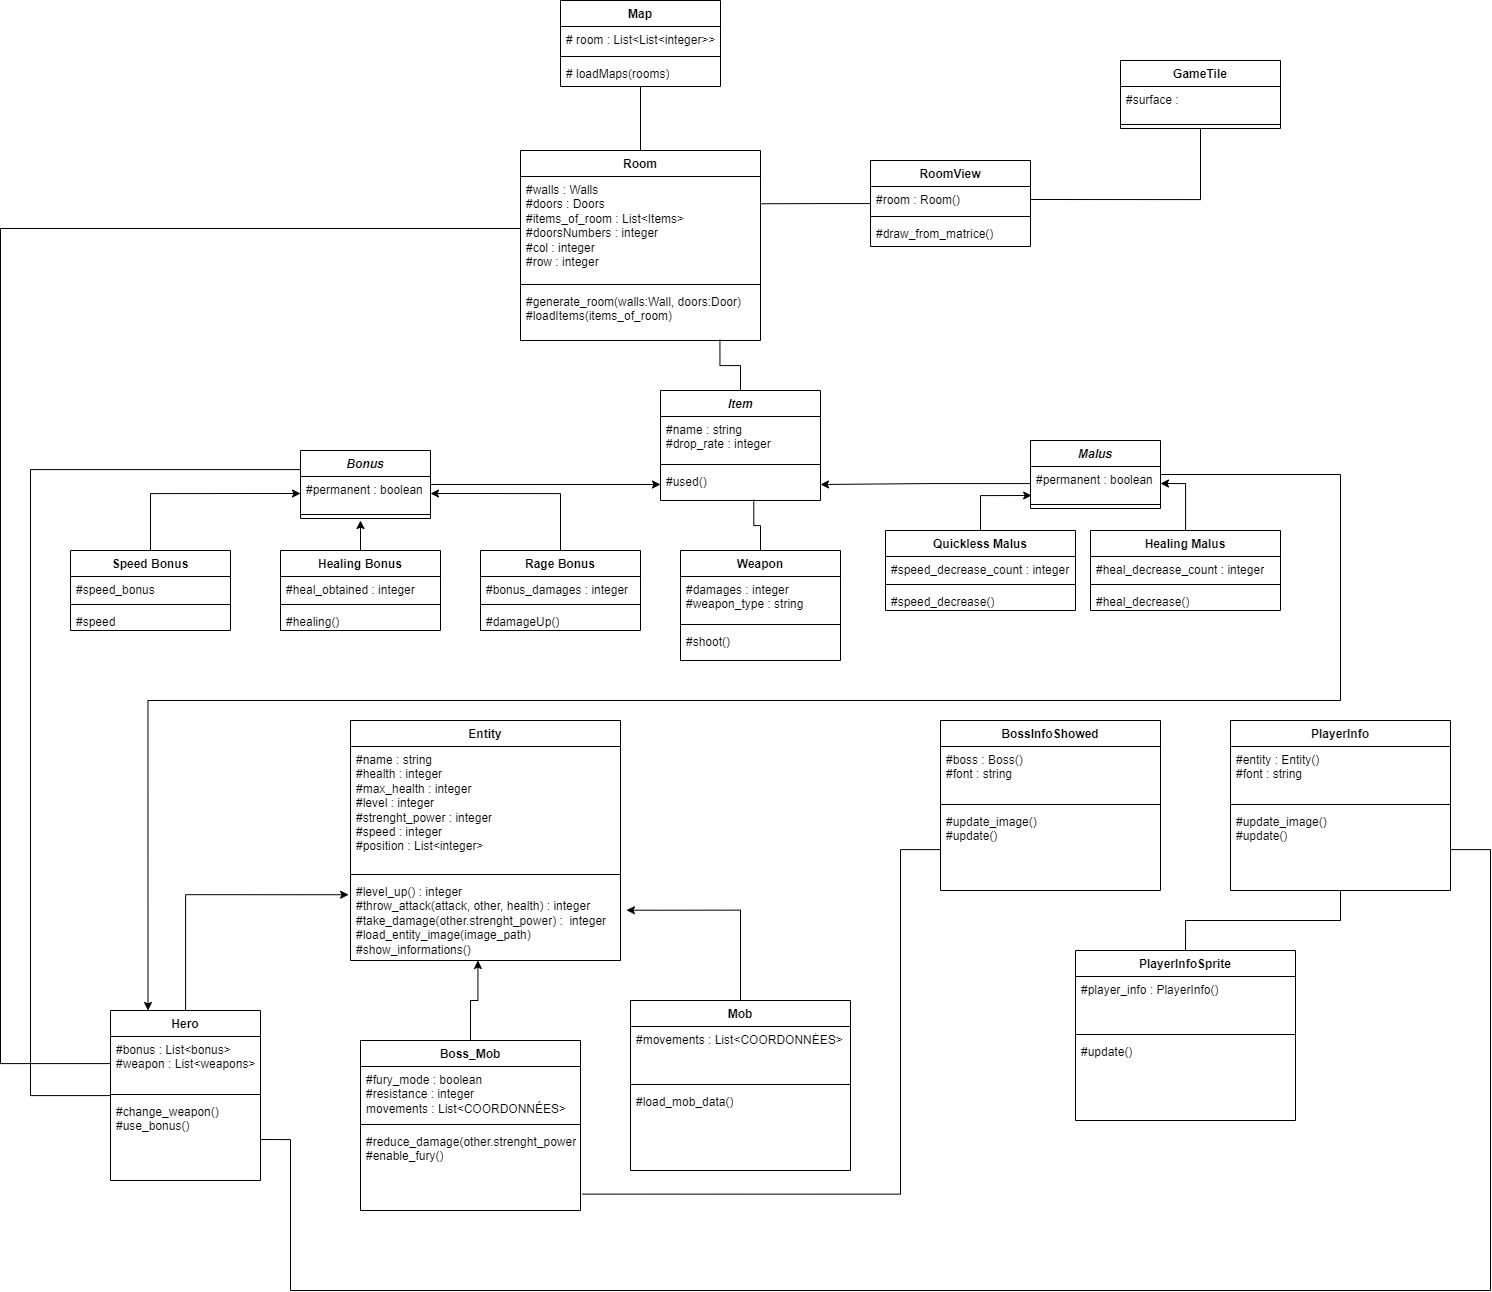 Map
# room : List<List<integer>>
# loadMaps(rooms)
GameTile
#surface :
Room
#walls : Walls
#doors : Doors
#items_of_room : List<Items>
#doorsNumbers : integer
#col : integer
#row : integer
#generate_room(walls:Wall, doors:Door)
#loadItems(items_of_room)
RoomView
#room : Room()
#draw_from_matrice()
Item
#name : string
#drop_rate : integer
#used()
Bonus
#permanent : boolean
Malus
#permanent : boolean
Speed Bonus
#speed_bonus
#speed
Healing Bonus
#heal_obtained : integer
#healing()
Rage Bonus
#bonus_damages : integer
#damageUp()
Weapon
#damages : integer
#weapon_type : string
#shoot()
Quickless Malus
#speed_decrease_count : integer
#speed_decrease()
Healing Malus
#heal_decrease_count : integer
#heal_decrease()
Entity
#name : string
#health : integer
#max_health : integer
#level : integer
#strenght_power : integer
#speed : integer
#position : List<integer>
#level_up() : integer
#throw_attack(attack, other, health) : integer
#take_damage(other.strenght_power) :  integer
#load_entity_image(image_path)
#show_informations()
BossInfoShowed
#boss : Boss()
#font : string
#update_image()
#update()
PlayerInfo
#entity : Entity()
#font : string
#update_image()
#update()
PlayerInfoSprite
#player_info : PlayerInfo()
#update()
Hero
#bonus : List<bonus>
#weapon : List<weapons>
#change_weapon()
#use_bonus()
Boss_Mob
#fury_mode : boolean
#resistance : integer
movements : List<COORDONNÉES>
#reduce_damage(other.strenght_power
#enable_fury()
Mob
#movements : List<COORDONNÉES>
#load_mob_data()